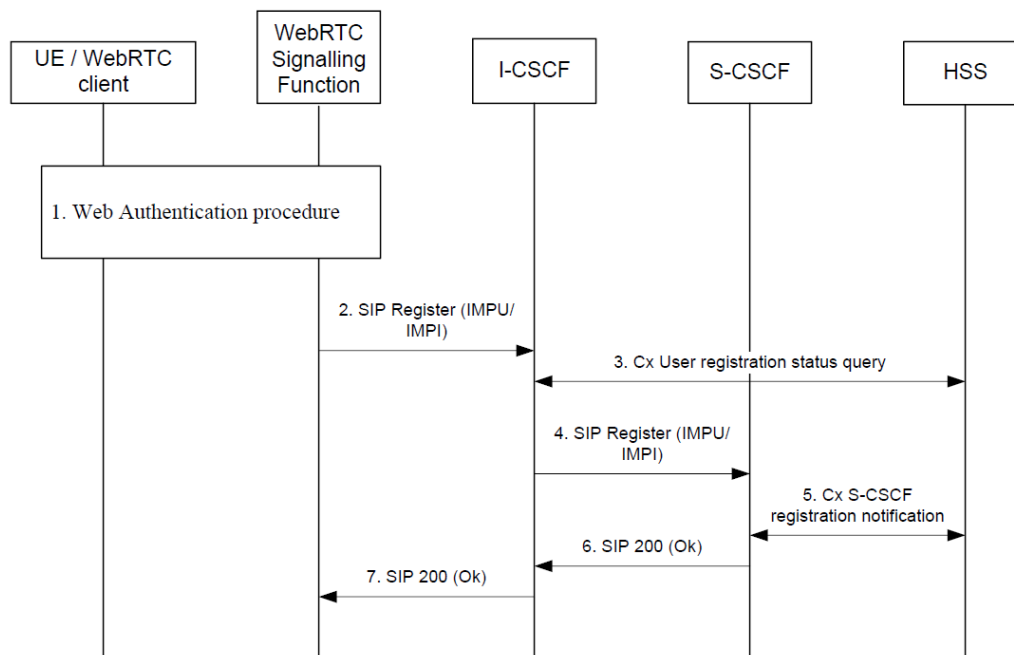 UE / WebRTC
client
WebRTC
Signalling
Function
I-CSCF
S-CSCF
HSS
1. Web Authentication procedure
2. SIP Register (IMPU/
IMPI)
3. Cx User registration status query
4. SIP Register (IMPU/
IMPI)
5. Cx S-CSCF
registration notification
6. SIP 200 (Ok)
7. SIP 200 (Ok)